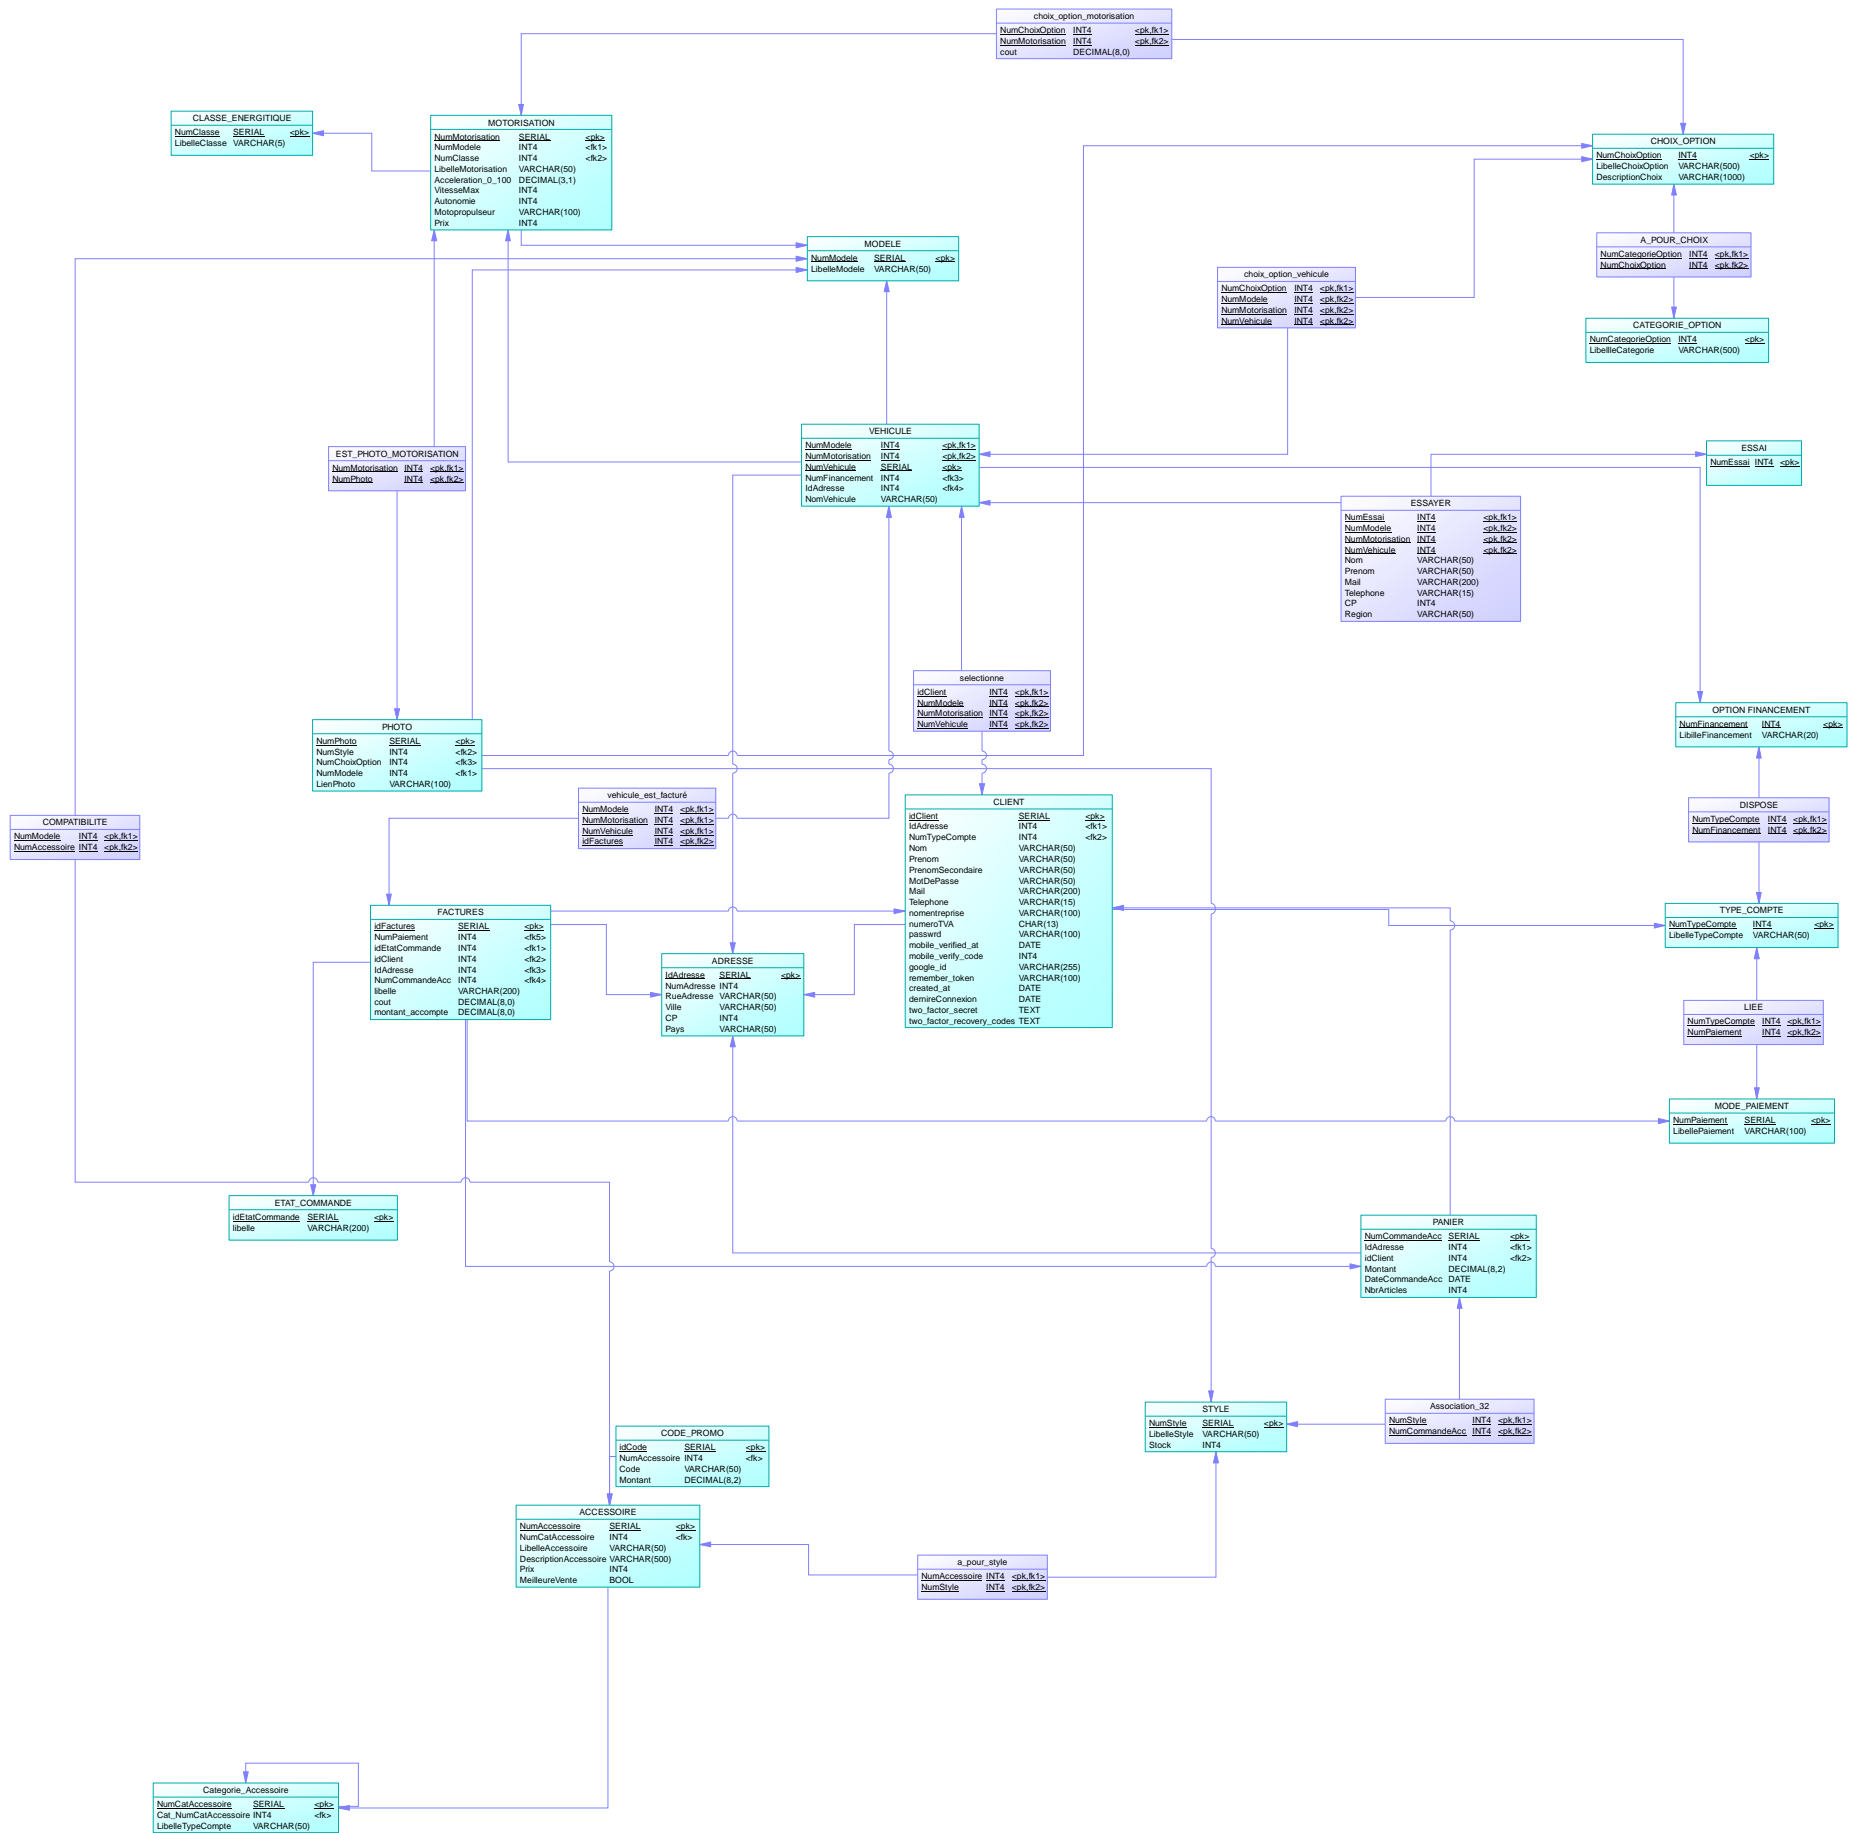 choix_option_motorisation
NumChoixOption INT4 <pk,fk1>
NumMotorisation INT4 <pk,fk2>
cout DECIMAL(8,0)
CLASSE_ENERGITIQUE
NumClasse SERIAL <pk>
LibelleClasse VARCHAR(5)
MOTORISATION
NumMotorisation SERIAL <pk>
NumModele INT4 <fk1>
NumClasse INT4 <fk2>
LibelleMotorisation VARCHAR(50)
Acceleration_0_100 DECIMAL(3,1)
VitesseMax INT4
Autonomie INT4
Motopropulseur VARCHAR(100)
Prix INT4
CHOIX_OPTION
NumChoixOption INT4 <pk>
LibelleChoixOption VARCHAR(500)
DescriptionChoix VARCHAR(1000)
MODELE
NumModele SERIAL <pk>
LibelleModele VARCHAR(50)
A_POUR_CHOIX
NumCategorieOption INT4 <pk,fk1>
NumChoixOption INT4 <pk,fk2>
choix_option_vehicule
NumChoixOption INT4 <pk,fk1>
NumModele INT4 <pk,fk2>
NumMotorisation INT4 <pk,fk2>
NumVehicule INT4 <pk,fk2>
CATEGORIE_OPTION
NumCategorieOption INT4 <pk>
LibellleCategorie VARCHAR(500)
VEHICULE
NumModele INT4 <pk,fk1>
NumMotorisation INT4 <pk,fk2>
NumVehicule SERIAL <pk>
NumFinancement INT4 <fk3>
IdAdresse INT4 <fk4>
NomVehicule VARCHAR(50)
EST_PHOTO_MOTORISATION
NumMotorisation INT4 <pk,fk1>
NumPhoto INT4 <pk,fk2>
ESSAI
NumEssai INT4 <pk>
ESSAYER
NumEssai INT4 <pk,fk1>
NumModele INT4 <pk,fk2>
NumMotorisation INT4 <pk,fk2>
NumVehicule INT4 <pk,fk2>
Nom VARCHAR(50)
Prenom VARCHAR(50)
Mail VARCHAR(200)
Telephone VARCHAR(15)
CP INT4
Region VARCHAR(50)
selectionne
idClient INT4 <pk,fk1>
NumModele INT4 <pk,fk2>
NumMotorisation INT4 <pk,fk2>
NumVehicule INT4 <pk,fk2>
OPTION FINANCEMENT
NumFinancement INT4 <pk>
LibilleFinancement VARCHAR(20)
PHOTO
NumPhoto SERIAL <pk>
NumStyle INT4 <fk2>
NumChoixOption INT4 <fk3>
NumModele INT4 <fk1>
LienPhoto VARCHAR(100)
vehicule_est_facturé
NumModele INT4 <pk,fk1>
NumMotorisation INT4 <pk,fk1>
NumVehicule INT4 <pk,fk1>
idFactures INT4 <pk,fk2>
CLIENT
idClient SERIAL <pk>
IdAdresse INT4 <fk1>
NumTypeCompte INT4 <fk2>
Nom VARCHAR(50)
Prenom VARCHAR(50)
PrenomSecondaire VARCHAR(50)
MotDePasse VARCHAR(50)
Mail VARCHAR(200)
Telephone VARCHAR(15)
nomentreprise VARCHAR(100)
numeroTVA CHAR(13)
passwrd VARCHAR(100)
mobile_verified_at DATE
mobile_verify_code INT4
google_id VARCHAR(255)
remember_token VARCHAR(100)
created_at DATE
dernireConnexion DATE
two_factor_secret TEXT
two_factor_recovery_codes TEXT
DISPOSE
NumTypeCompte INT4 <pk,fk1>
NumFinancement INT4 <pk,fk2>
COMPATIBILITE
NumModele INT4 <pk,fk1>
NumAccessoire INT4 <pk,fk2>
FACTURES
idFactures SERIAL <pk>
NumPaiement INT4 <fk5>
idEtatCommande INT4 <fk1>
idClient INT4 <fk2>
IdAdresse INT4 <fk3>
NumCommandeAcc INT4 <fk4>
libelle VARCHAR(200)
cout DECIMAL(8,0)
montant_accompte DECIMAL(8,0)
TYPE_COMPTE
NumTypeCompte INT4 <pk>
LibelleTypeCompte VARCHAR(50)
ADRESSE
IdAdresse SERIAL <pk>
NumAdresse INT4
RueAdresse VARCHAR(50)
Ville VARCHAR(50)
CP INT4
Pays VARCHAR(50)
LIEE
NumTypeCompte INT4 <pk,fk1>
NumPaiement INT4 <pk,fk2>
MODE_PAIEMENT
NumPaiement SERIAL <pk>
LibellePaiement VARCHAR(100)
ETAT_COMMANDE
idEtatCommande SERIAL <pk>
libelle VARCHAR(200)
PANIER
NumCommandeAcc SERIAL <pk>
IdAdresse INT4 <fk1>
idClient INT4 <fk2>
Montant DECIMAL(8,2)
DateCommandeAcc DATE
NbrArticles INT4
STYLE
NumStyle SERIAL <pk>
LibelleStyle VARCHAR(50)
Stock INT4
Association_32
NumStyle INT4 <pk,fk1>
NumCommandeAcc INT4 <pk,fk2>
CODE_PROMO
idCode SERIAL <pk>
NumAccessoire INT4 <fk>
Code VARCHAR(50)
Montant DECIMAL(8,2)
ACCESSOIRE
NumAccessoire SERIAL <pk>
NumCatAccessoire INT4 <fk>
LibelleAccessoire VARCHAR(50)
DescriptionAccessoire VARCHAR(500)
Prix INT4
MeilleureVente BOOL
a_pour_style
NumAccessoire INT4 <pk,fk1>
NumStyle INT4 <pk,fk2>
Categorie_Accessoire
NumCatAccessoire SERIAL <pk>
Cat_NumCatAccessoire INT4 <fk>
LibelleTypeCompte VARCHAR(50)